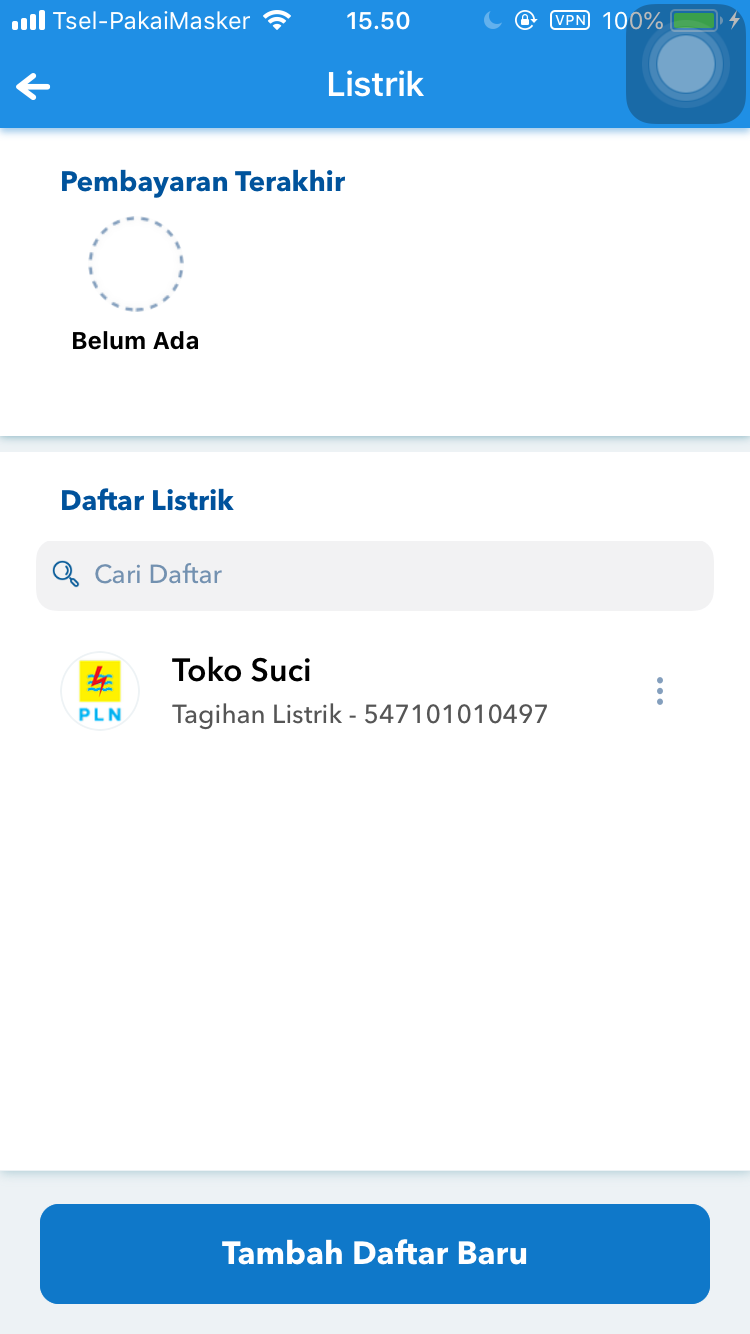 Tsel-PakaiMasker 15.50 VPN 100%
Listrik
Pembayaran Terakhir
Belum Ada
Daftar Listrik
Cari Daftar
Toko Suci
PLN
Tagihan Listrik - 547101010497
Tambah Daftar Baru